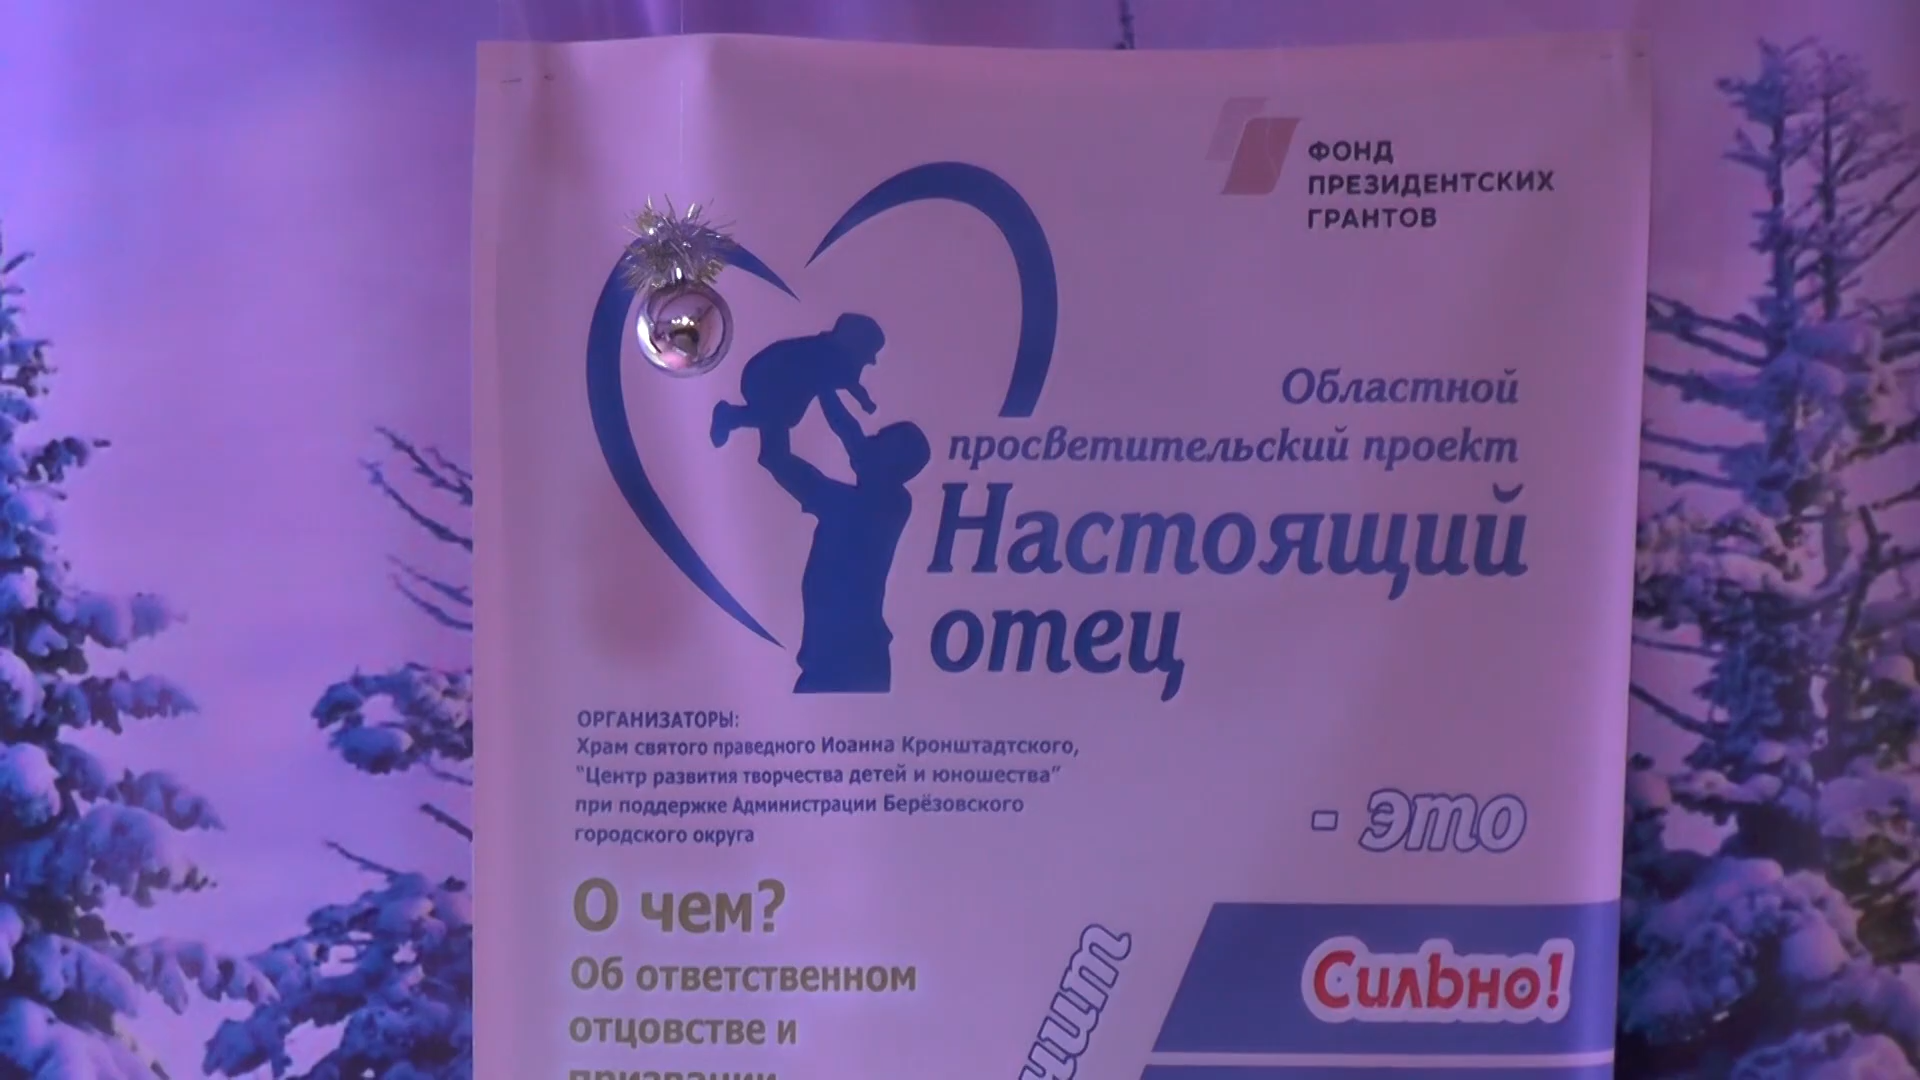 ФОНД
ПРЕЗИДЕНТСКИХ
ГРАНТОВ
Областной
просветительский проект
Настоящий
отец
ОРГАНИЗАТОРЫ:
Храм святого праведного Иоанна Кронштадтского,
"Центр развития творчества детей и юношества"
при поддержке Администрации Берёзовского
городского округа
- это
О чем?
Об ответственном
отцовстве и
Сильно!